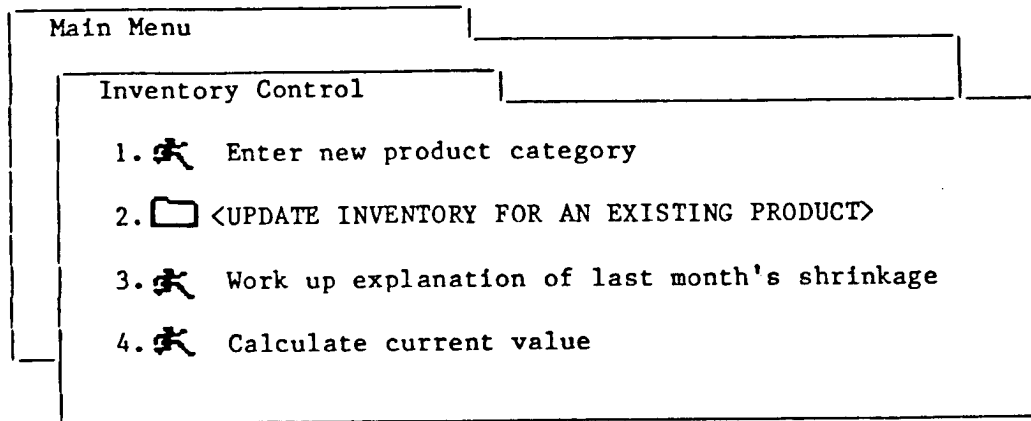 Main Menu
Inventory Control
1. Enter new product category
2. <UPDATE INVENTORY FOR AN EXISTING PRODUCT>
3. Work up explanation of last month's shrinkage
4. Calculate current value